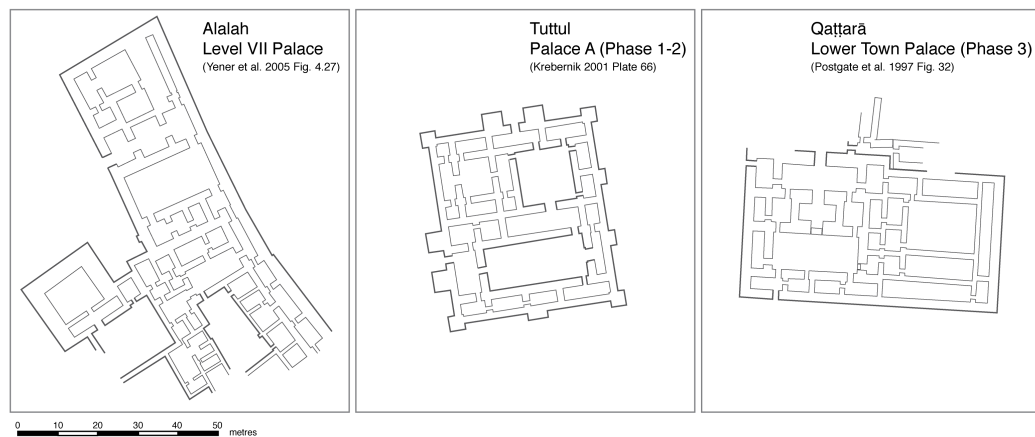 Alalah
Level VII Palace
(Yener et al. 2005 Fig. 4.27)
Tuttul
Palace A (Phase 1-2)
(Krebernik 2001 Plate 66)
Qaṭṭarā
Lower Town Palace (Phase 3)
(Postgate et al. 1997 Fig. 32)
0 10 20 30 40 50 metres